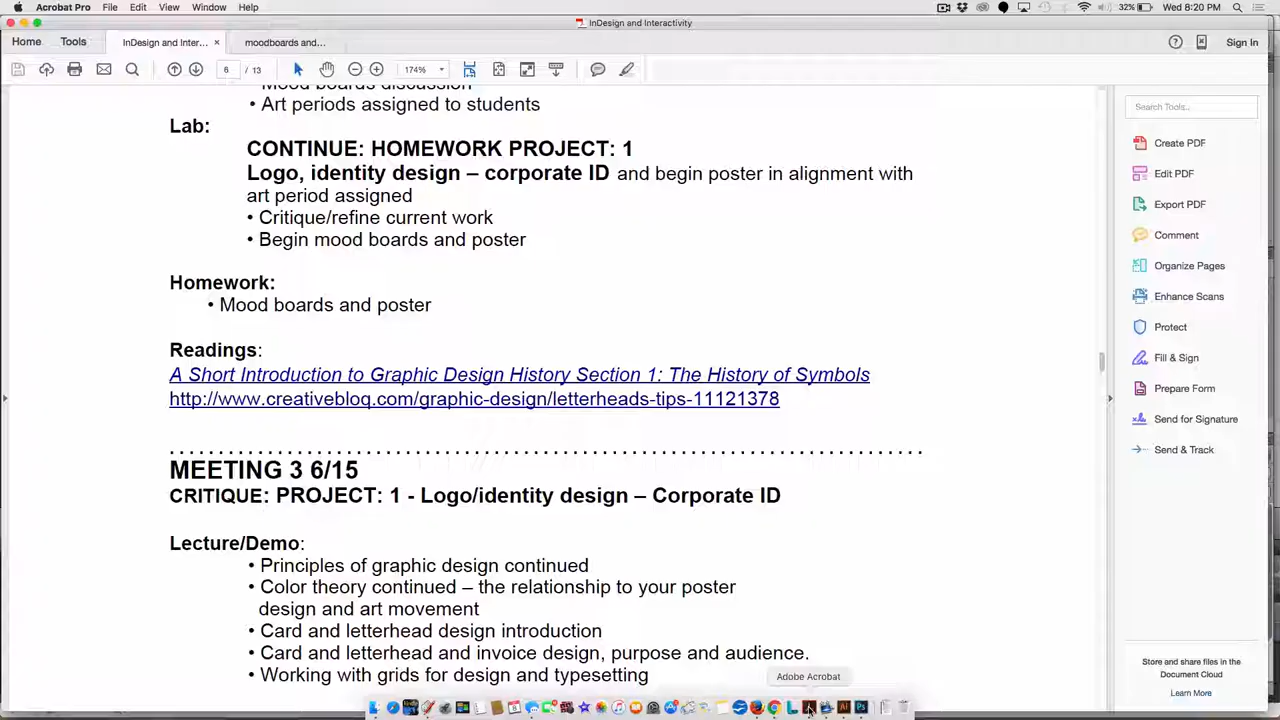 Acrobat Pro File Edit View Window Help 32% Wed 8:20 PM
InDesign and Interactivity
Home Tools InDesign and Inter... × moodboards and... Sign In
6 / 13 174%
Mood boards discussion
• Art periods assigned to students
Lab:
CONTINUE: HOMEWORK PROJECT: 1
Logo, identity design – corporate ID and begin poster in alignment with
art period assigned
• Critique/refine current work
• Begin mood boards and poster
Homework:
• Mood boards and poster
Readings:
A Short Introduction to Graphic Design History Section 1: The History of Symbols
http://www.creativebloq.com/graphic-design/letterheads-tips-11121378
MEETING 3 6/15
CRITIQUE: PROJECT: 1 - Logo/identity design – Corporate ID
Lecture/Demo:
• Principles of graphic design continued
• Color theory continued – the relationship to your poster
design and art movement
• Card and letterhead design introduction
• Card and letterhead and invoice design, purpose and audience.
• Working with grids for design and typesetting
Adobe Acrobat
Search Tools..
Create PDF
Edit PDF
Export PDF
Comment
Organize Pages
Enhance Scans
Protect
Fill & Sign
Prepare Form
Send for Signature
Send & Track
Store and share files in the
Document Cloud
Learn More